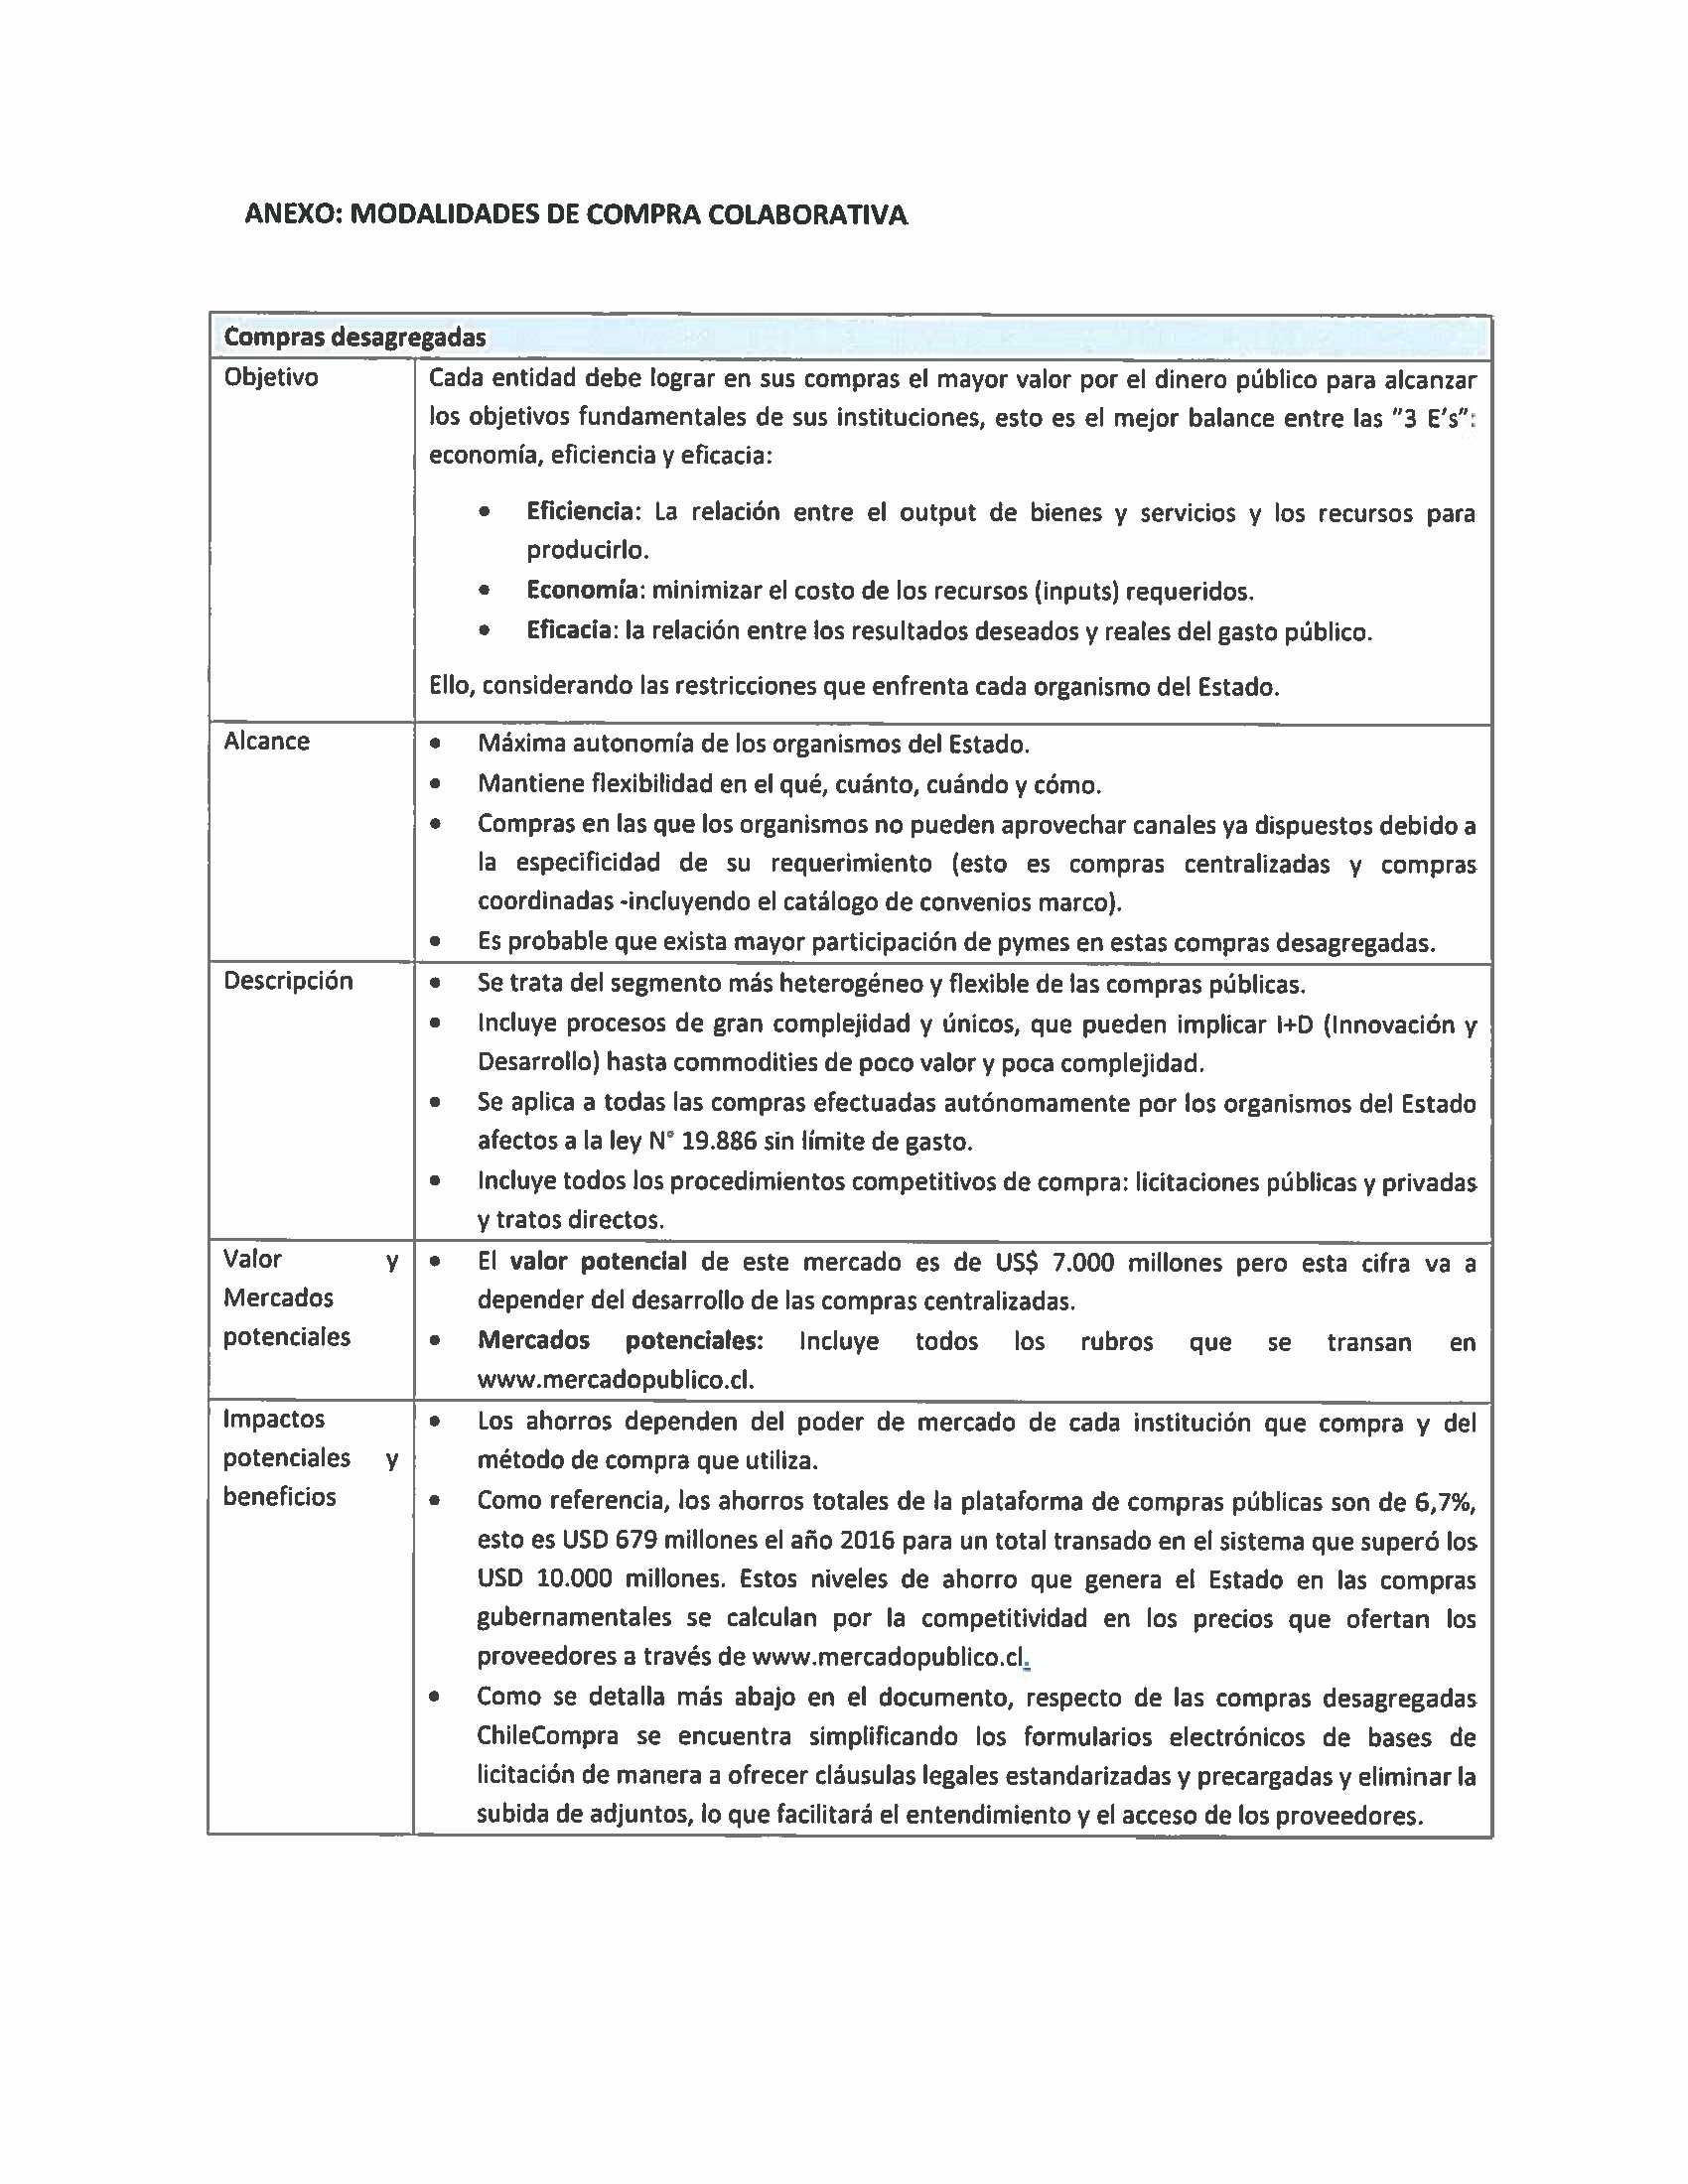 ANEXO: MODALIDADES DE COMPRA COLABORATIVA
Compras desagregadas
Objetivo
Cada entidad debe lograr en sus compras el mayor valor por el dinero público para alcanzar
los objetivos fundamentales de sus instituciones, esto es el mejor balance entre las "3 E's":
economía, eficiencia y eficacia:
• Eficiencia: La relación entre el output de bienes y servicios y los recursos para
producirlo.
• Economía: minimizar el costo de los recursos (inputs) requeridos.
• Eficacia: la relación entre los resultados deseados y reales del gasto público.
Ello, considerando las restricciones que enfrenta cada organismo del Estado.
Alcance
• Máxima autonomía de los organismos del Estado.
• Mantiene flexibilidad en el qué, cuánto, cuándo y cómo.
• Compras en las que los organismos no pueden aprovechar canales ya dispuestos debido a
la especificidad de su requerimiento (esto es compras centralizadas y compras
coordinadas -incluyendo el catálogo de convenios marco).
• Es probable que exista mayor participación de pymes en estas compras desagregadas.
Descripción
• Se trata del segmento más heterogéneo y flexible de las compras públicas.
• Incluye procesos de gran complejidad y únicos, que pueden implicar I+D (Innovación y
Desarrollo) hasta commodities de poco valor y poca complejidad.
• Se aplica a todas las compras efectuadas autónomamente por los organismos del Estado
afectos a la ley N° 19.886 sin límite de gasto.
• Incluye todos los procedimientos competitivos de compra: licitaciones públicas y privadas
y tratos directos.
Valor y
Mercados
potenciales
• El valor potencial de este mercado es de US$ 7.000 millones pero esta cifra va a
depender del desarrollo de las compras centralizadas.
• Mercados potenciales: Incluye todos los rubros que se transan en
www.mercadopublico.cl.
Impactos
potenciales y
beneficios
• Los ahorros dependen del poder de mercado de cada institución que compra y del
método de compra que utiliza.
• Como referencia, los ahorros totales de la plataforma de compras públicas son de 6,7%,
esto es USD 679 millones el año 2016 para un total transado en el sistema que superó los
USD 10.000 millones. Estos niveles de ahorro que genera el Estado en las compras
gubernamentales se calculan por la competitividad en los precios que ofertan los
proveedores a través de www.mercadopublico.cl.
• Como se detalla más abajo en el documento, respecto de las compras desagregadas
ChileCompra se encuentra simplificando los formularios electrónicos de bases de
licitación de manera a ofrecer cláusulas legales estandarizadas y precargadas y eliminar la
subida de adjuntos, lo que facilitará el entendimiento y el acceso de los proveedores.